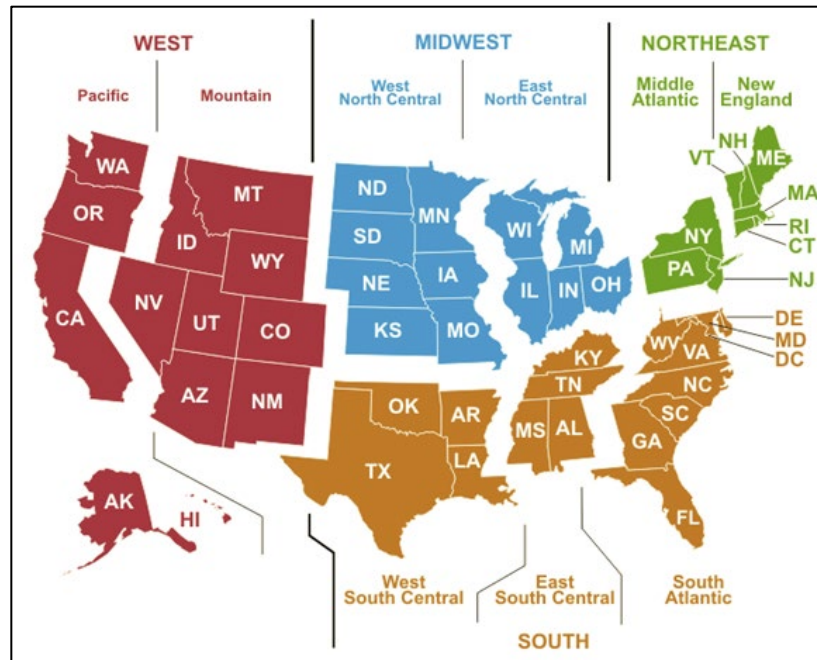 WEST
MIDWEST
NORTHEAST
Pacific
Mountain
West
North Central
East
North Central
Middle
Atlantic
New
England
WA
OR
CA
MT
ID
WY
NV
UT
CO
AZ
NM
AK
HI
ND
SD
NE
KS
MN
IA
MO
WI
MI
IL
IN
OH
NH
VT
ME
MA
RI
CT
NY
PA
NJ
DE
MD
DC
WV
VA
NC
SC
GA
FL
KY
TN
MS
AL
OK
AR
TX
LA
West
South Central
East
South Central
South
Atlantic
SOUTH